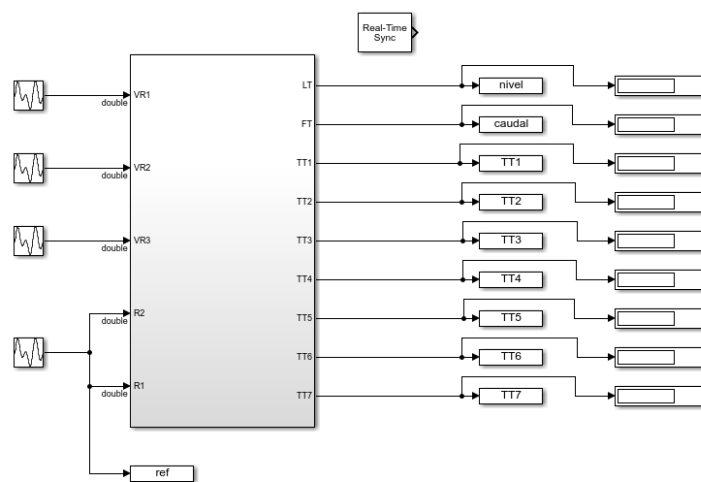 Real-Time
Sync
VR1
double
VR2
double
VR3
double
R2
double
R1
double
LT
FT
TT1
TT2
TT3
TT4
TT5
TT6
TT7
nivel
caudal
TT1
TT2
TT3
TT4
TT5
TT6
TT7
ref